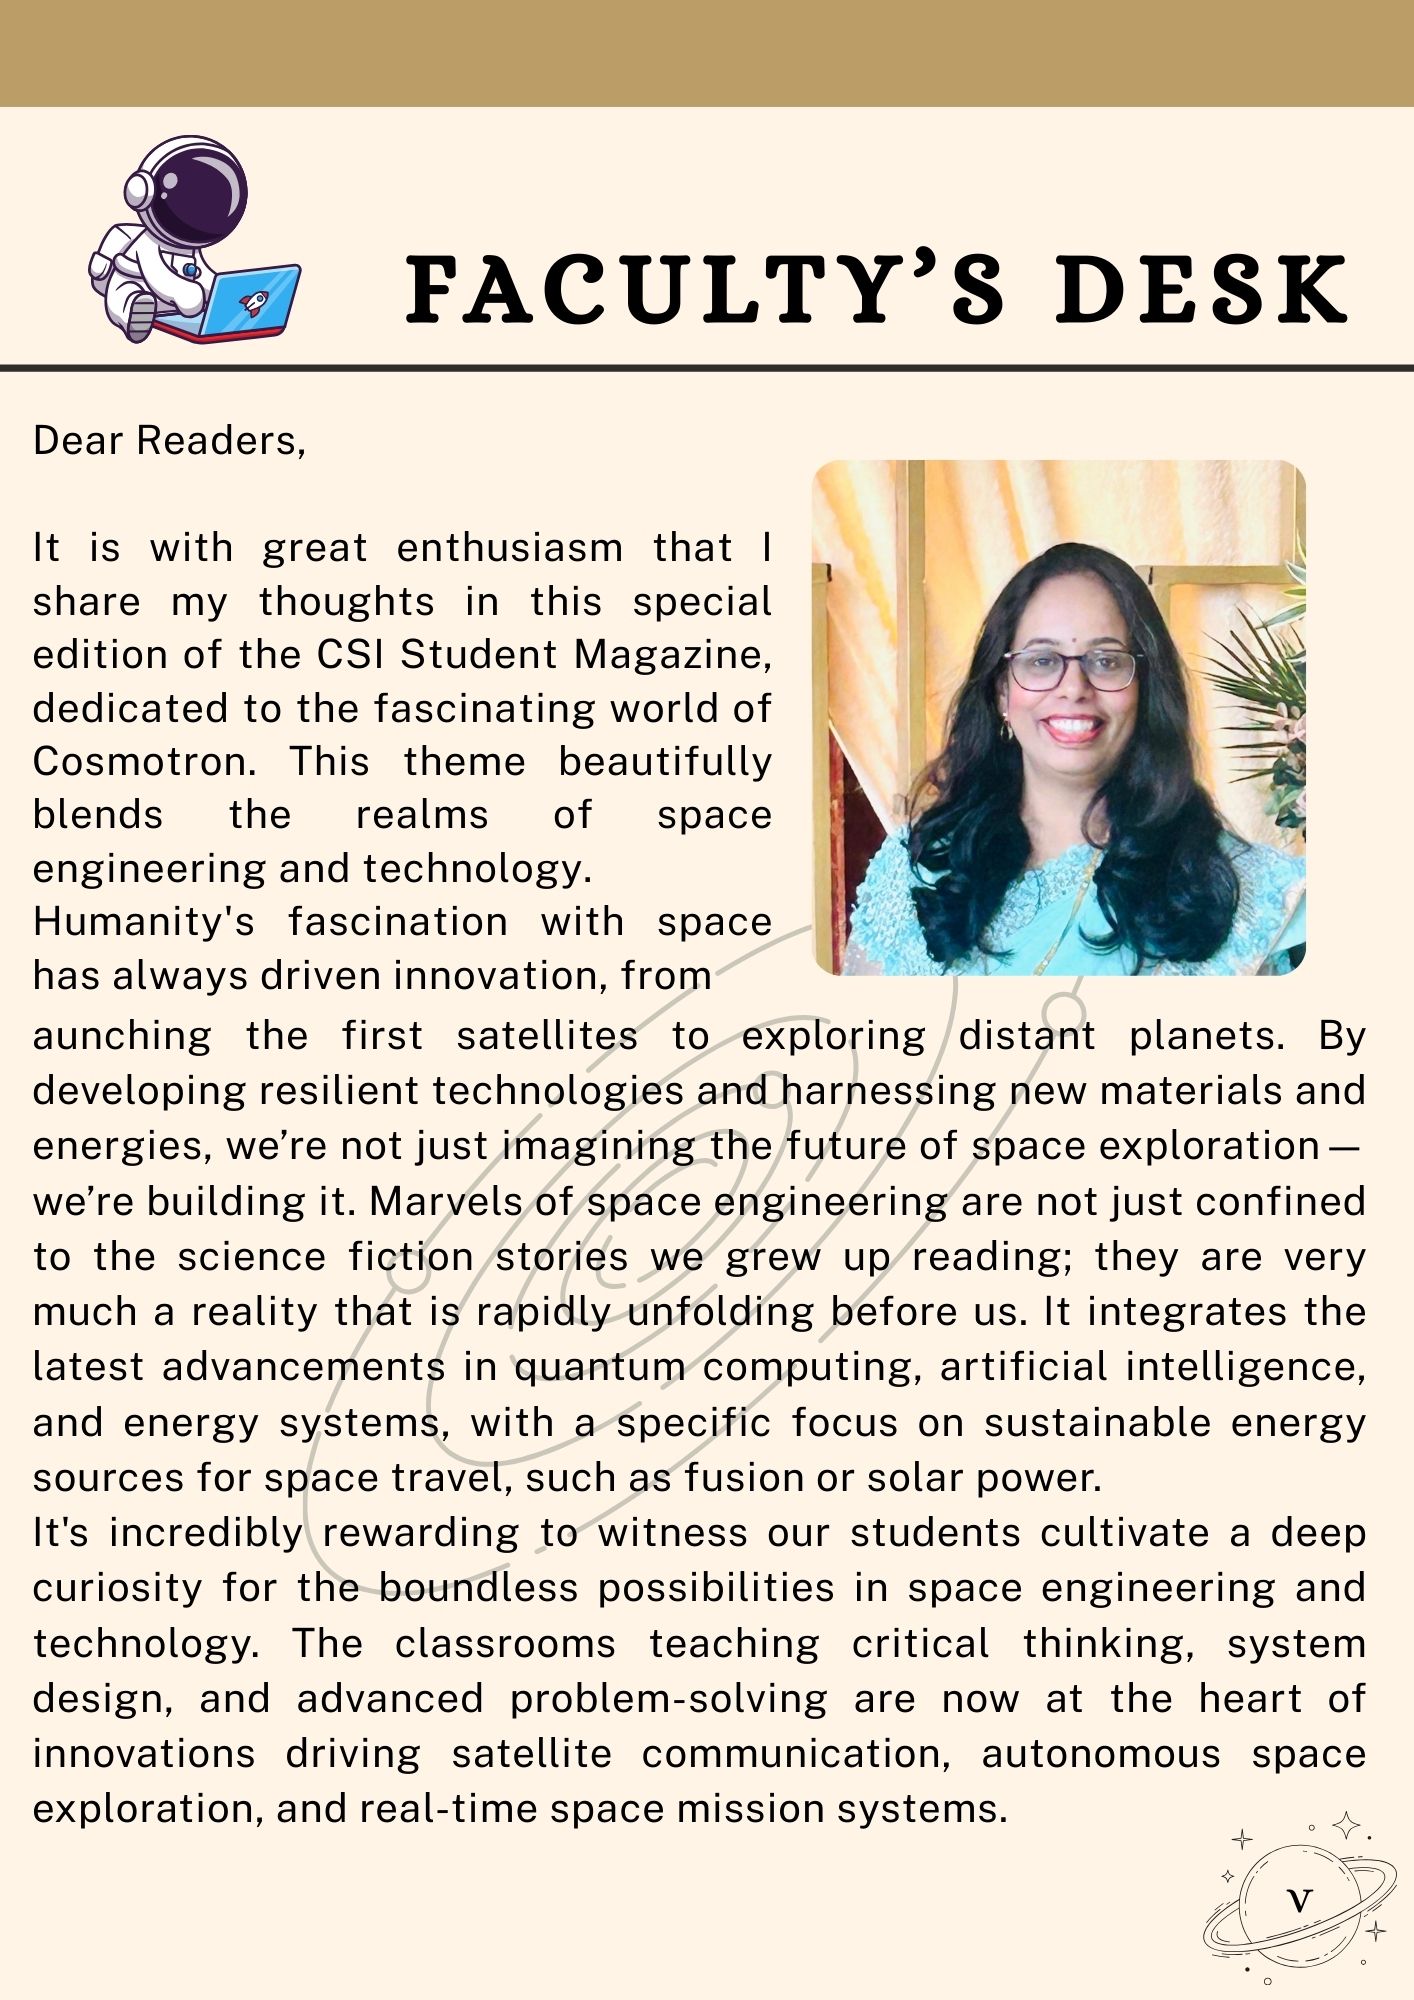 FACULTY’S DESK
Dear Readers,
It is with great enthusiasm that I
share my thoughts in this special
edition of the CSI Student Magazine,
dedicated to the fascinating world of
Cosmotron. This theme beautifully
blends the realms of space
engineering and technology.
Humanity's fascination with space
has always driven innovation, from
aunching the first satellites to exploring distant planets. By
developing resilient technologies and harnessing new materials and
energies, we’re not just imagining the future of space exploration—
we’re building it. Marvels of space engineering are not just confined
to the science fiction stories we grew up reading; they are very
much a reality that is rapidly unfolding before us. It integrates the
latest advancements in quantum computing, artificial intelligence,
and energy systems, with a specific focus on sustainable energy
sources for space travel, such as fusion or solar power.
It's incredibly rewarding to witness our students cultivate a deep
curiosity for the boundless possibilities in space engineering and
technology. The classrooms teaching critical thinking, system
design, and advanced problem-solving are now at the heart of
innovations driving satellite communication, autonomous space
exploration, and real-time space mission systems.
v